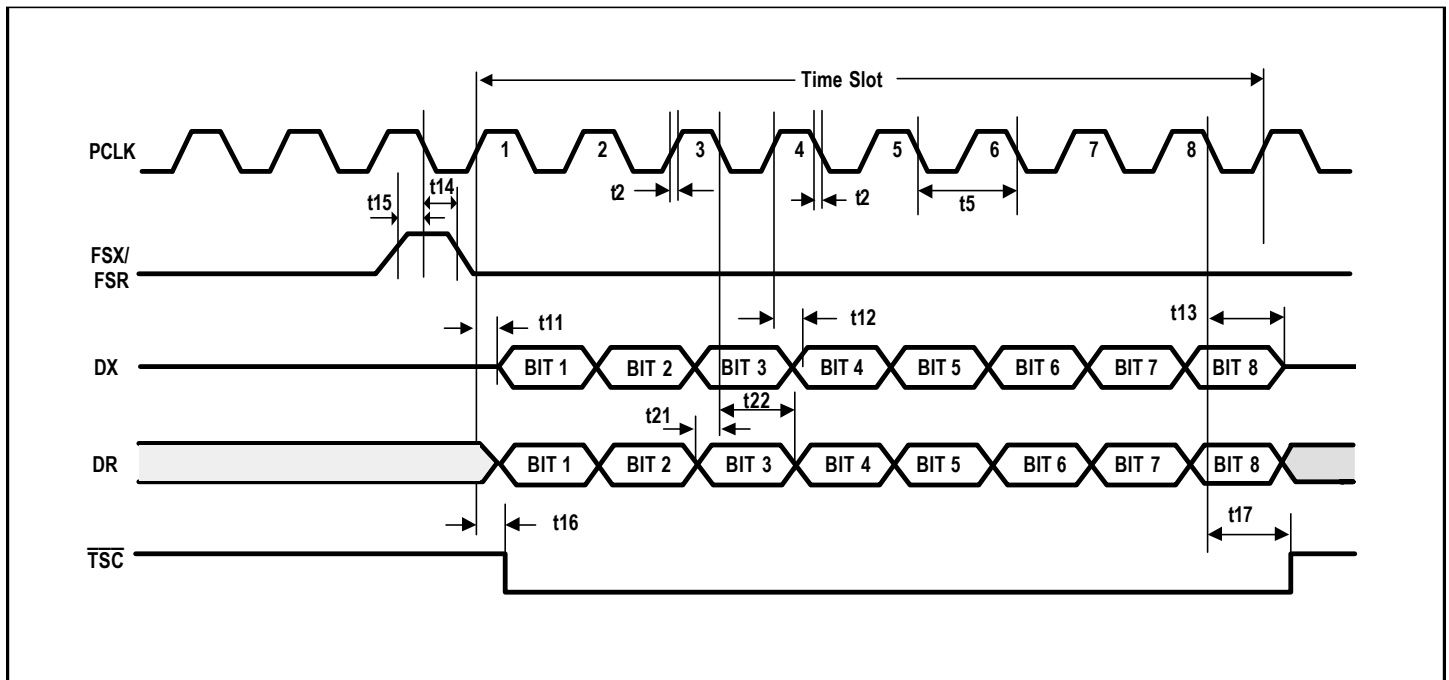 Time Slot
PCLK
1 2 3 4 5 6 7 8
t15 t14 t2 t2 t5
FSX/
FSR
t11 t12 t13
DX BIT 1 BIT 2 BIT 3 BIT 4 BIT 5 BIT 6 BIT 7 BIT 8
t21 t22
DR BIT 1 BIT 2 BIT 3 BIT 4 BIT 5 BIT 6 BIT 7 BIT 8
t16 t17
TSC